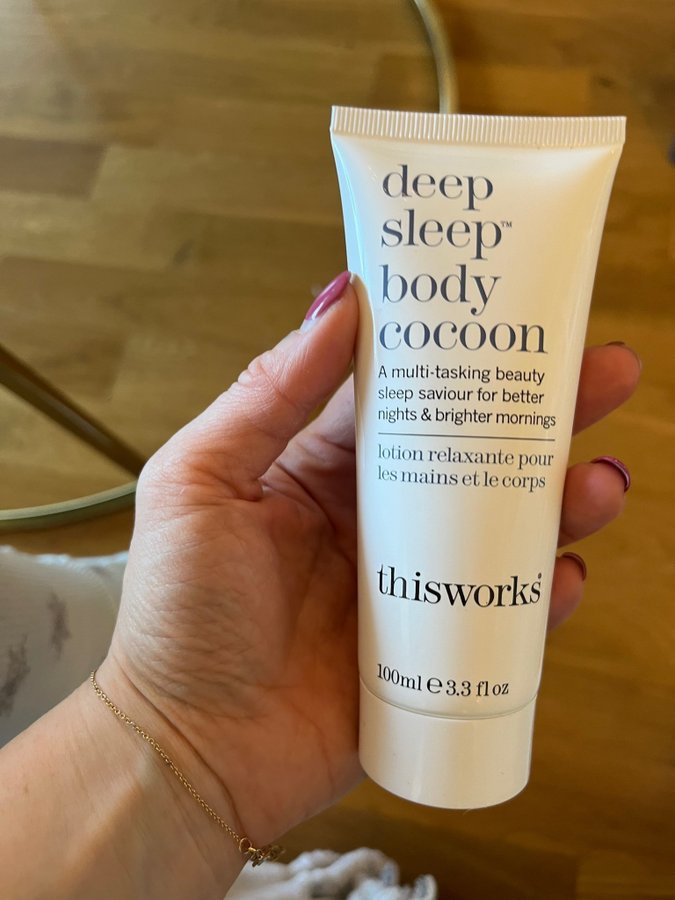 deep
sleep™
body
cocoon
A multi-tasking beauty
sleep saviour for better
nights & brighter mornings
lotion relaxante pour
les mains et le corps
thisworks®
100ml ℮ 3.3 fl oz